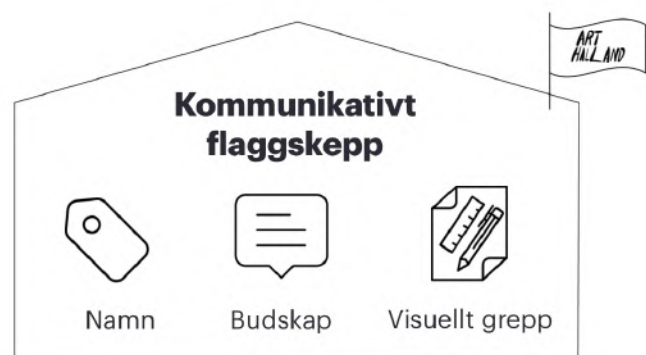 ART
HALLAND
Kommunikativt
flaggskepp
Namn Budskap Visuellt grepp